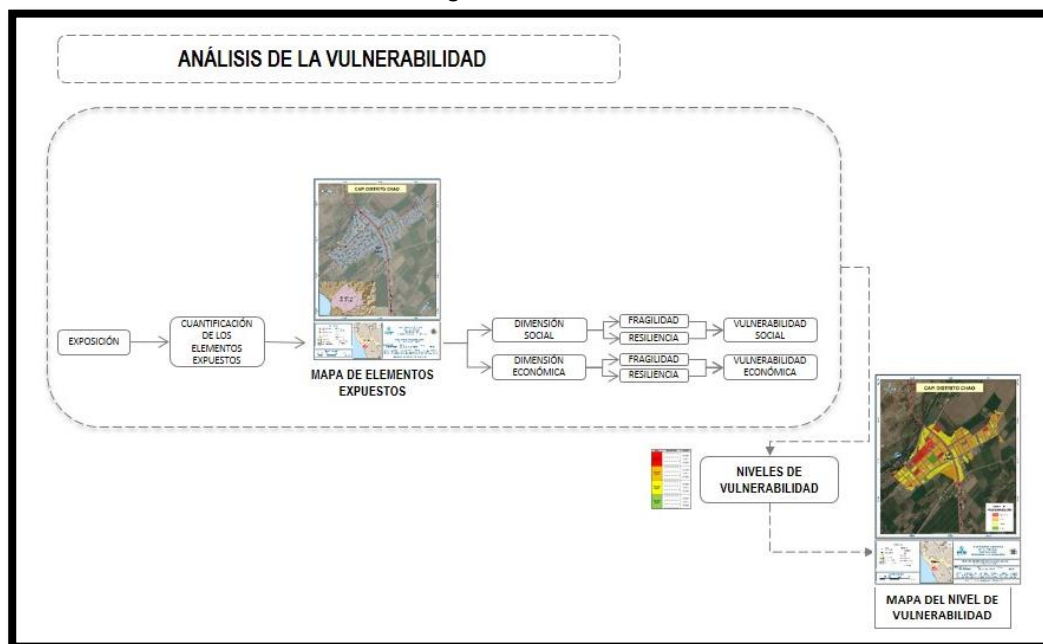 ANÁLISIS DE LA VULNERABILIDAD
CAP. DISTRITO CHAO
EXPOSICIÓN
CUANTIFICACIÓN
DE LOS
ELEMENTOS
EXPUESTOS
MAPA DE ELEMENTOS
EXPUESTOS
DIMENSIÓN
SOCIAL
FRAGILIDAD
RESILIENCIA
VULNERABILIDAD
SOCIAL
DIMENSIÓN
ECONÓMICA
FRAGILIDAD
RESILIENCIA
VULNERABILIDAD
ECONÓMICA
NIVELES DE
VULNERABILIDAD
CAP. DISTRITO CHAO
MAPA DEL NIVEL DE
VULNERABILIDAD